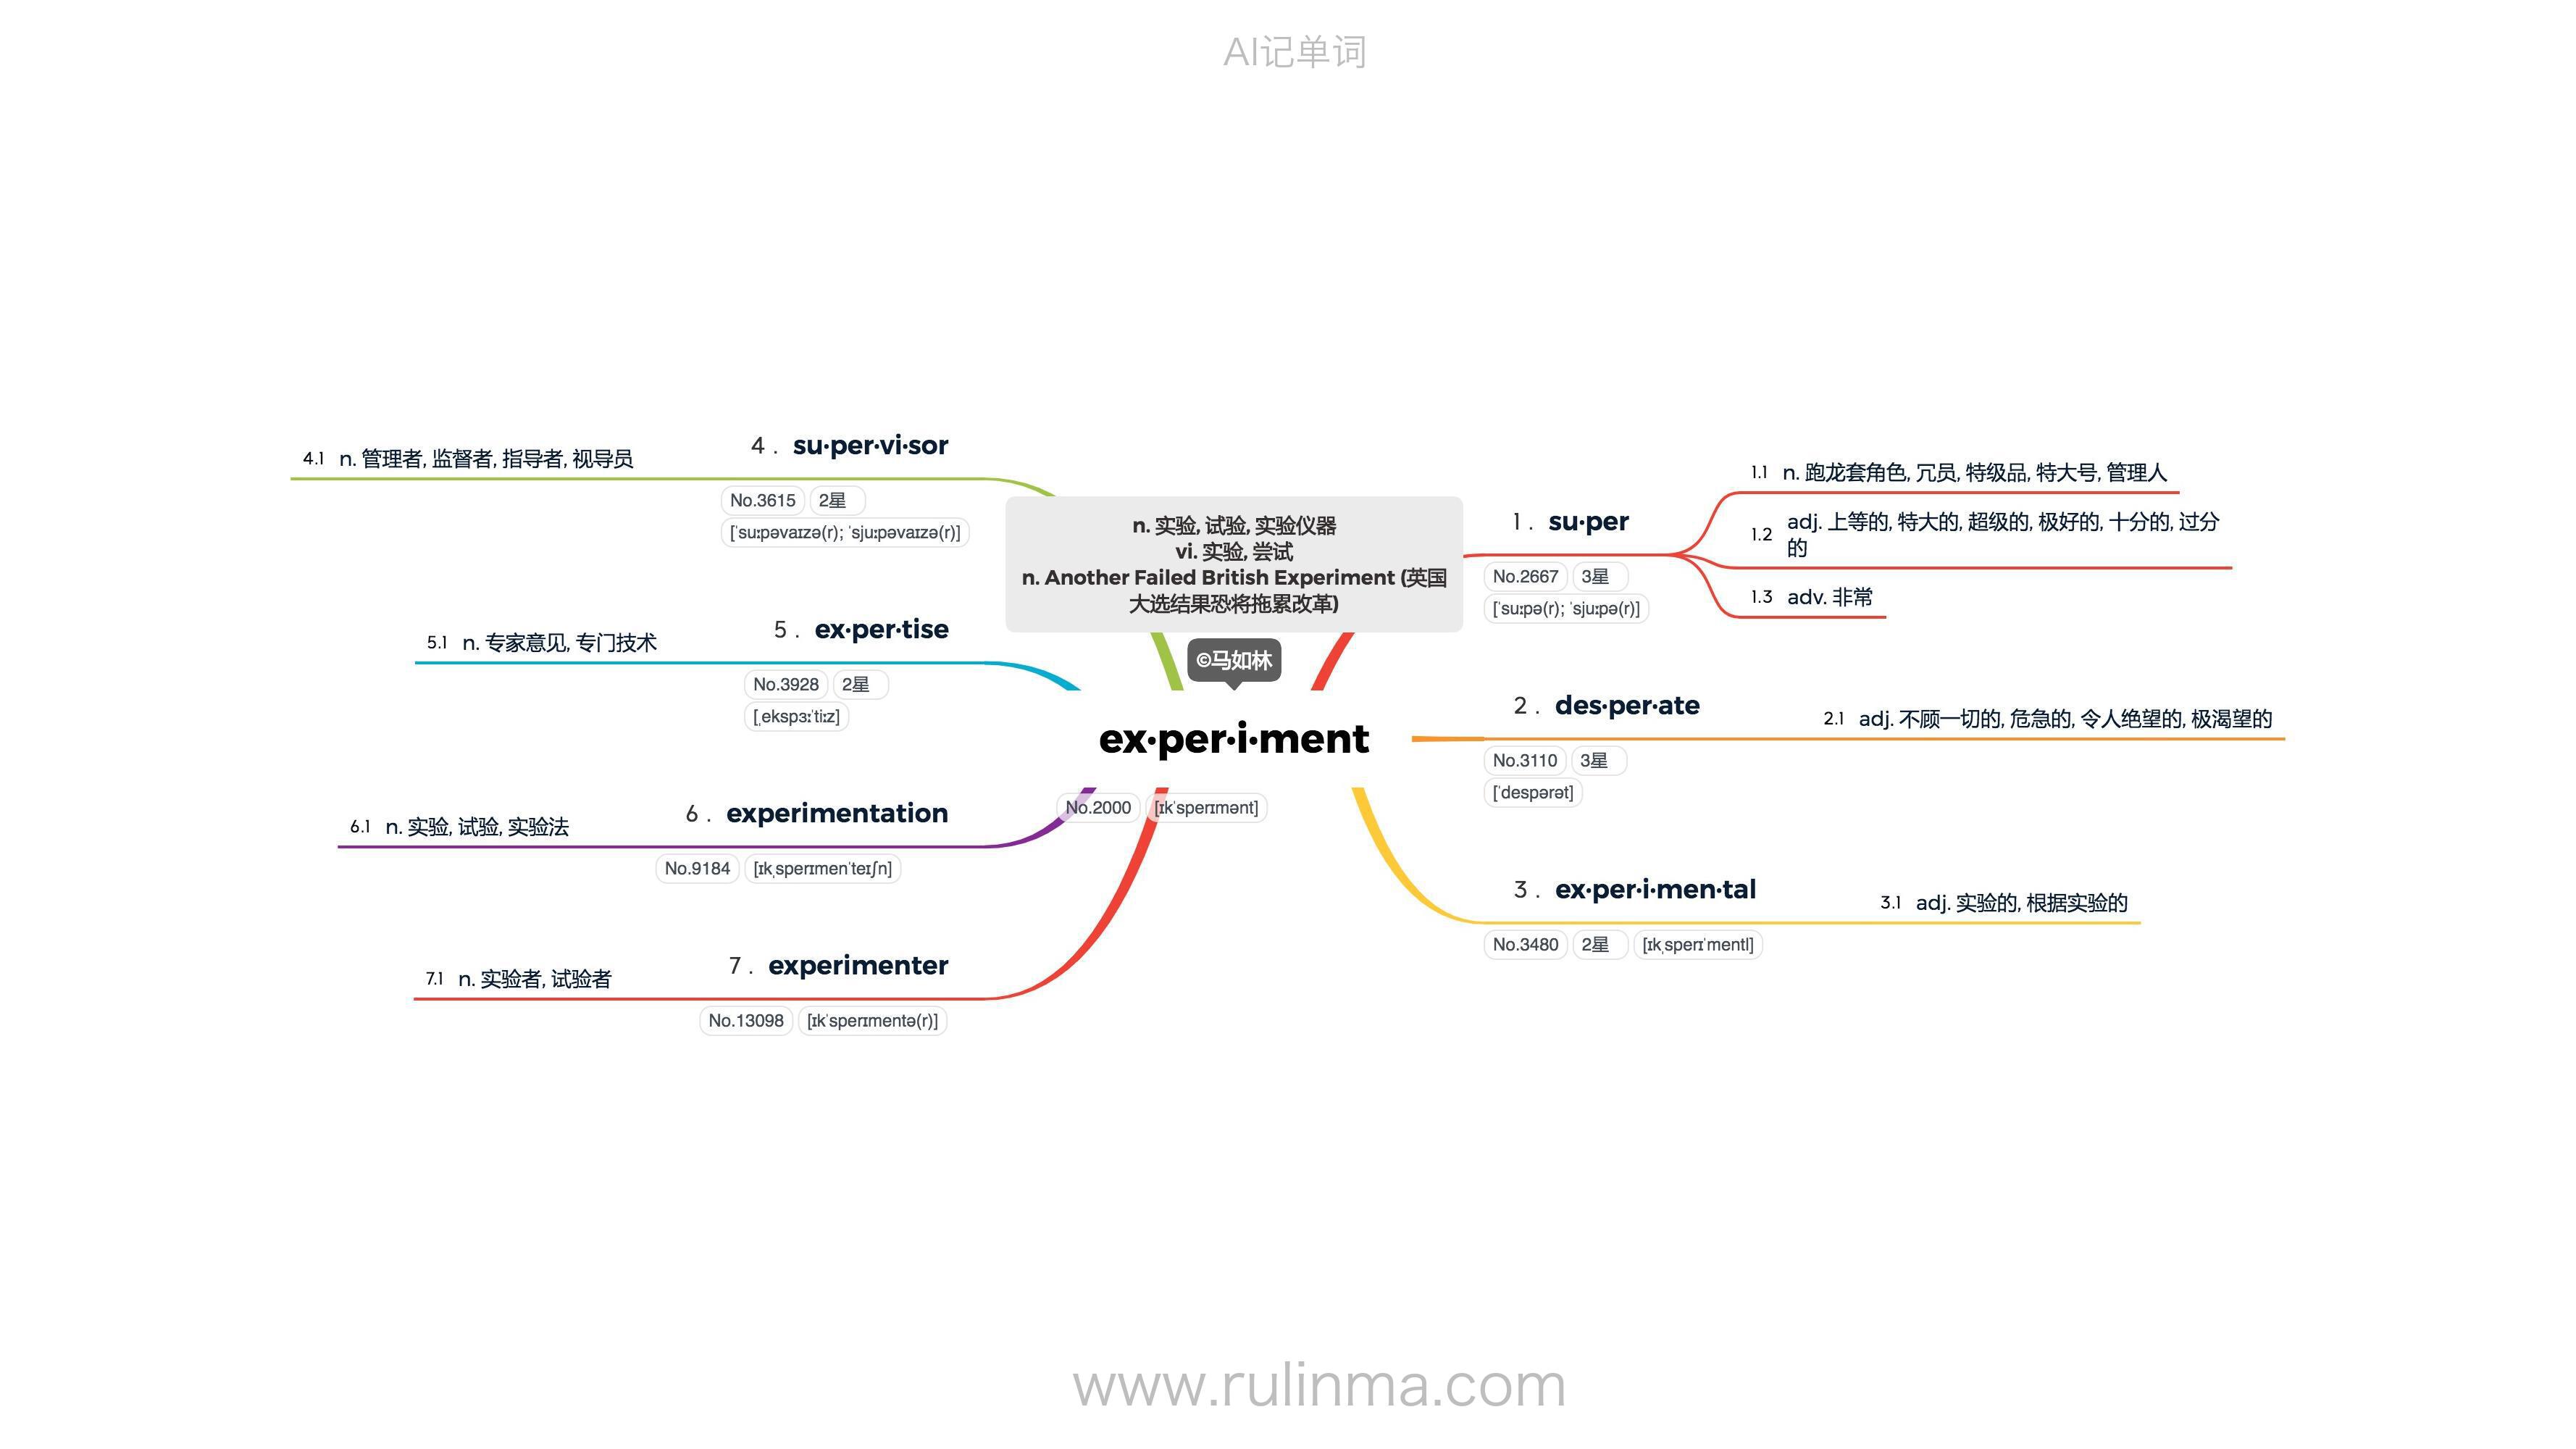 AI记单词
n. 实验, 试验, 实验仪器
vi. 实验, 尝试
n. Another Failed British Experiment (英国
大选结果恐将拖累改革)
©马如林
ex·per·i·ment
No.2000 [ɪkˈsperɪmənt]
1 . su·per
No.2667 3星
[ˈsuːpə(r); ˈsjuːpə(r)]
1.1 n. 跑龙套角色, 冗员, 特级品, 特大号, 管理人
1.2 adj. 上等的, 特大的, 超级的, 极好的, 十分的, 过分
的
1.3 adv. 非常
2 . des·per·ate
No.3110 3星
[ˈdespərət]
2.1 adj. 不顾一切的, 危急的, 令人绝望的, 极渴望的
3 . ex·per·i·men·tal
No.3480 2星 [ɪkˌsperɪˈmentl]
3.1 adj. 实验的, 根据实验的
4 . su·per·vi·sor
No.3615 2星
[ˈsuːpəvaɪzə(r); ˈsjuːpəvaɪzə(r)]
4.1 n. 管理者, 监督者, 指导者, 视导员
5 . ex·per·tise
No.3928 2星
[ˌekspɜːˈtiːz]
5.1 n. 专家意见, 专门技术
6 . experimentation
No.9184 [ɪkˌsperɪmenˈteɪʃn]
6.1 n. 实验, 试验, 实验法
7 . experimenter
No.13098 [ɪkˈsperɪmentə(r)]
7.1 n. 实验者, 试验者
www.rulinma.com